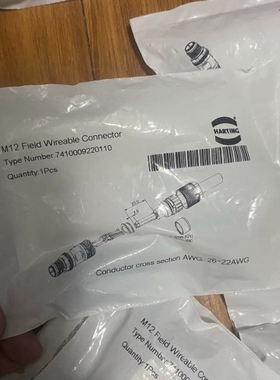 M12 Field Wireable Connector
Type Number:7410009220110
Quantity:1Pcs
HARTING
Conductor cross section AWG: 26-22AWG
M12 Field Wireable Connector
Quantity:1Pcs